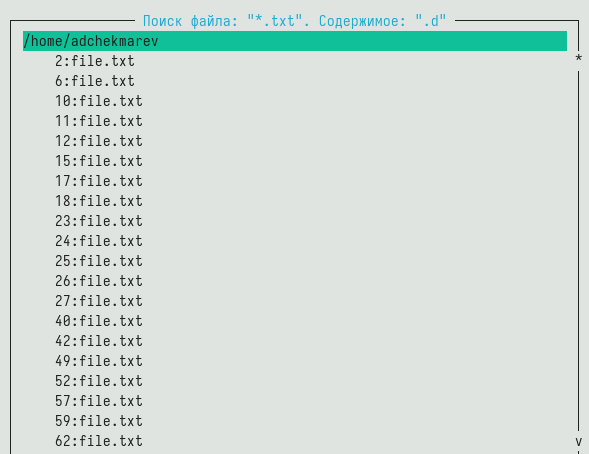 Поиск файла: "*.txt". Содержимое: ".d"
/home/adchekmarev
2:file.txt
*
6:file.txt
10:file.txt
11:file.txt
12:file.txt
15:file.txt
17:file.txt
18:file.txt
23:file.txt
24:file.txt
25:file.txt
26:file.txt
27:file.txt
40:file.txt
42:file.txt
49:file.txt
52:file.txt
57:file.txt
59:file.txt
62:file.txt
v